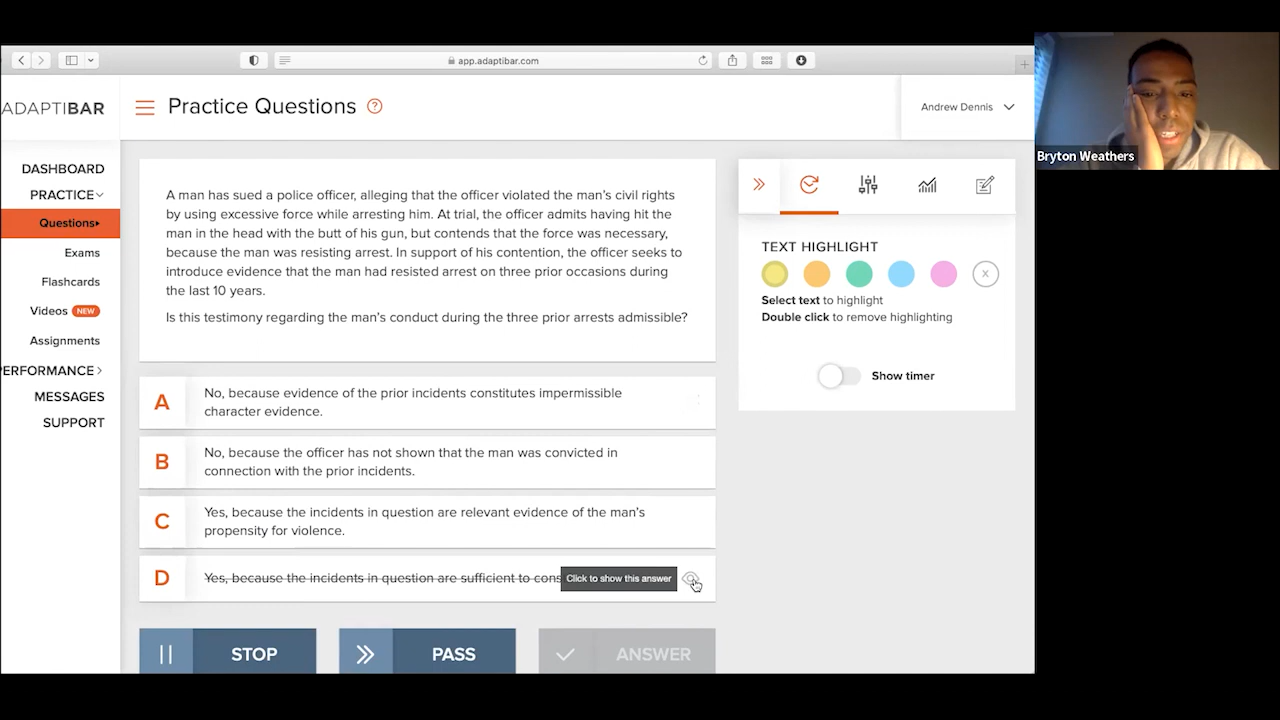 app.adaptibar.com
ADAPTIBAR
Practice Questions ?
Andrew Dennis
DASHBOARD
PRACTICE
Questions
Exams
Flashcards
Videos NEW
Assignments
PERFORMANCE
MESSAGES
SUPPORT
A man has sued a police officer, alleging that the officer violated the man’s civil rights
by using excessive force while arresting him. At trial, the officer admits having hit the
man in the head with the butt of his gun, but contends that the force was necessary,
because the man was resisting arrest. In support of his contention, the officer seeks to
introduce evidence that the man had resisted arrest on three prior occasions during
the last 10 years.
Is this testimony regarding the man’s conduct during the three prior arrests admissible?
A
No, because evidence of the prior incidents constitutes impermissible
character evidence.
B
No, because the officer has not shown that the man was convicted in
connection with the prior incidents.
C
Yes, because the incidents in question are relevant evidence of the man’s
propensity for violence.
D
Yes, because the incidents in question are sufficient to cons
Click to show this answer
STOP
PASS
ANSWER
TEXT HIGHLIGHT
X
Select text to highlight
Double click to remove highlighting
Show timer
Bryton Weathers